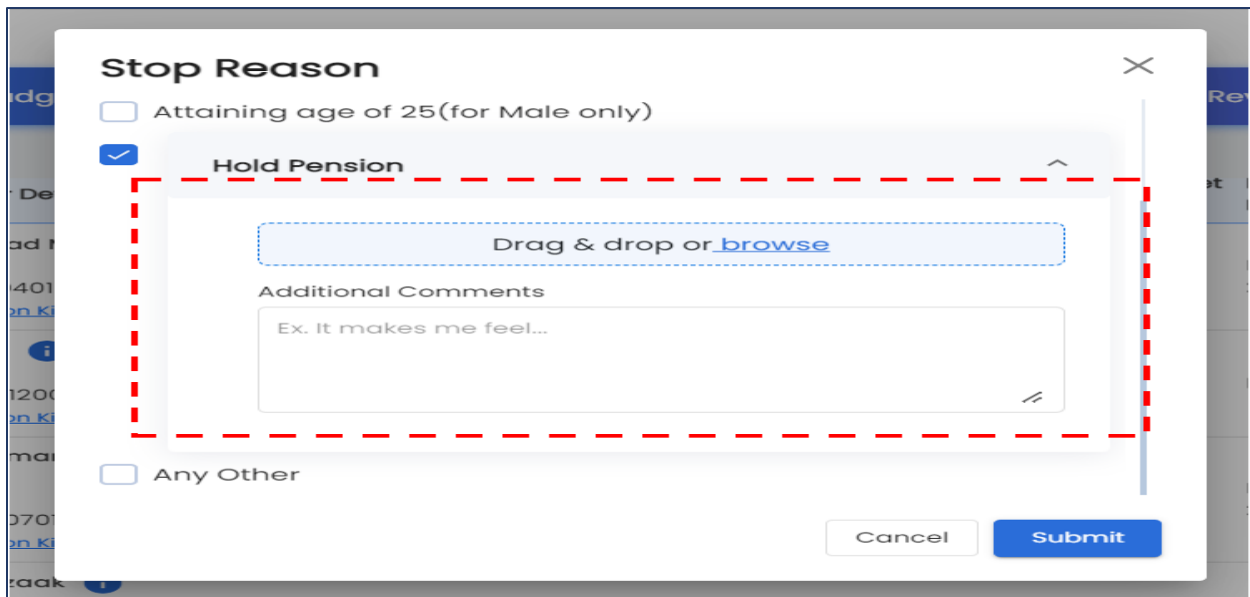 Stop Reason
Attaining age of 25(for Male only)
Hold Pension
Drag & drop or browse
Additional Comments
Ex. It makes me feel...
Any Other
Cancel
Submit